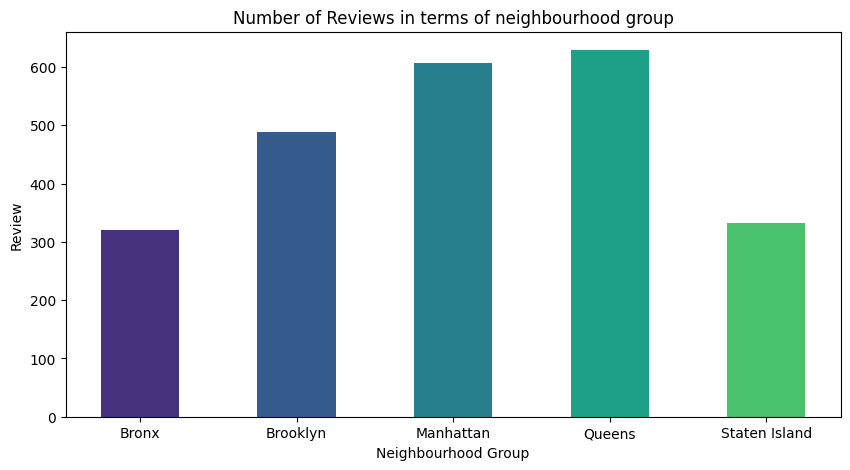 Number of Reviews in terms of neighbourhood group
Review
600
500
400
300
200
100
0
Bronx Brooklyn Manhattan Queens Staten Island
Neighbourhood Group